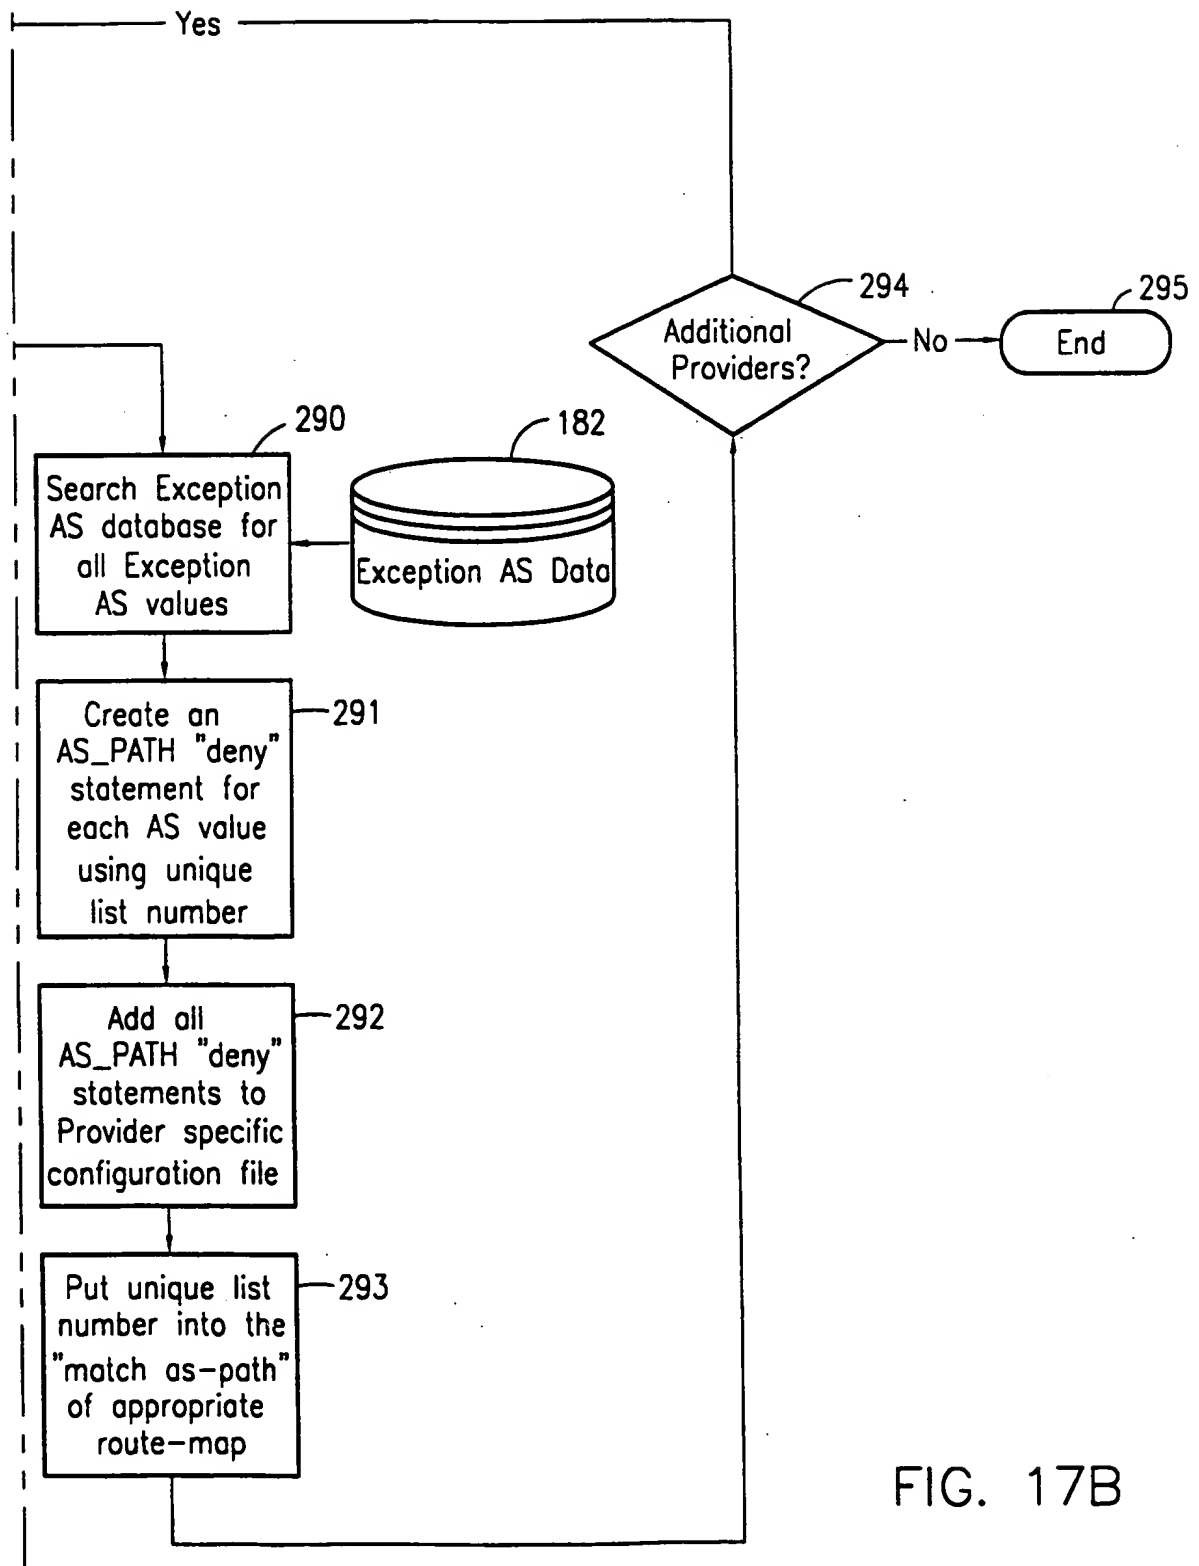 Yes
294
295
Additional
Providers?
No
End
290
182
Search Exception
AS database for
all Exception
AS values
Exception AS Data
291
Create an
AS_PATH "deny"
statement for
each AS value
using unique
list number
292
Add all
AS_PATH "deny"
statements to
Provider specific
configuration file
293
Put unique list
number into the
"match as-path"
of appropriate
route-map
FIG. 17B